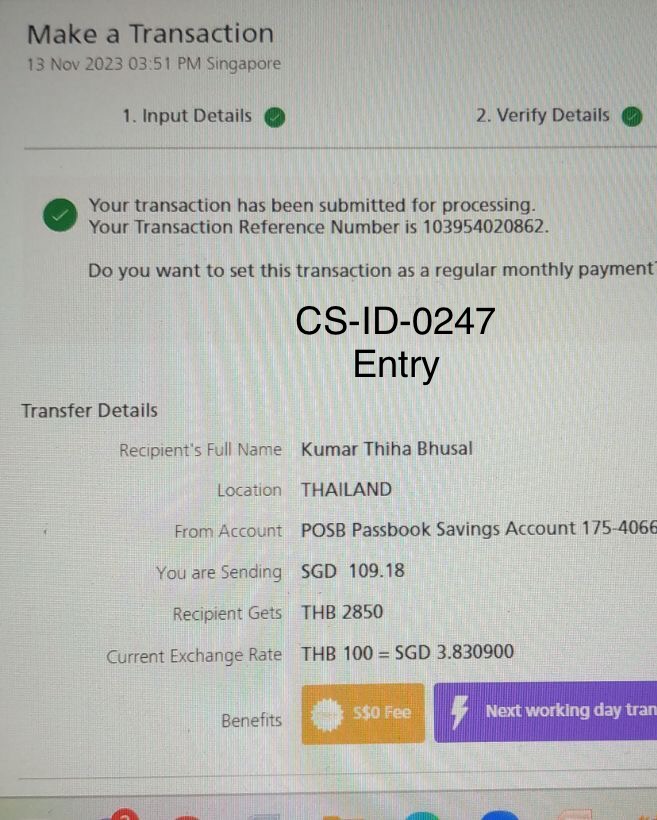 Make a Transaction
13 Nov 2023 03:51 PM Singapore
1. Input Details 2. Verify Details
Your transaction has been submitted for processing.
Your Transaction Reference Number is 103954020862.
Do you want to set this transaction as a regular monthly payment?
CS-ID-0247
Entry
Transfer Details
Recipient's Full Name Kumar Thiha Bhusal
Location THAILAND
From Account POSB Passbook Savings Account 175-4066
You are Sending SGD 109.18
Recipient Gets THB 2850
Current Exchange Rate THB 100 = SGD 3.830900
Benefits S$0 Fee Next working day tran